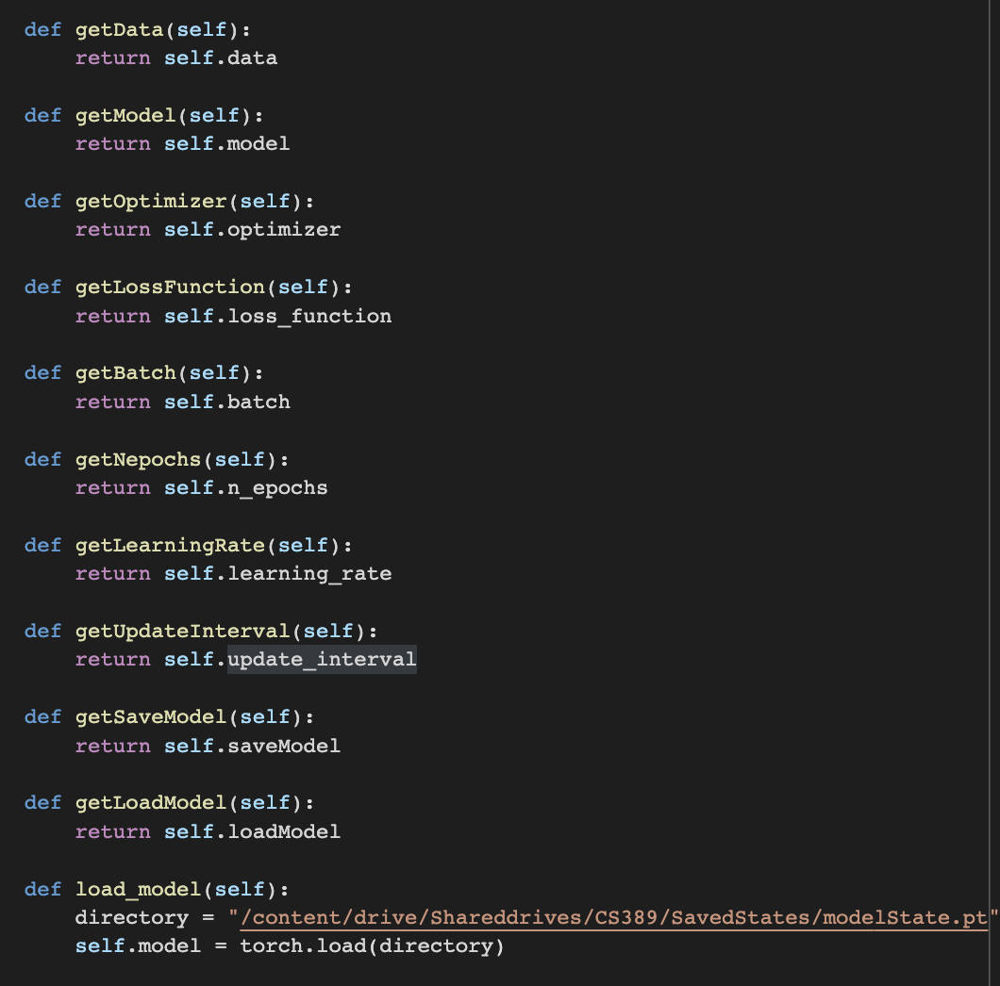 def getData(self):
    return self.data
def getModel(self):
    return self.model
def getOptimizer(self):
    return self.optimizer
def getLossFunction(self):
    return self.loss_function
def getBatch(self):
    return self.batch
def getNepochs(self):
    return self.n_epochs
def getLearningRate(self):
    return self.learning_rate
def getUpdateInterval(self):
    return self.update_interval
def getSaveModel(self):
    return self.saveModel
def getLoadModel(self):
    return self.loadModel
def load_model(self):
    directory = "/content/drive/Shareddrives/CS389/SavedStates/modelState.pt"
    self.model = torch.load(directory)